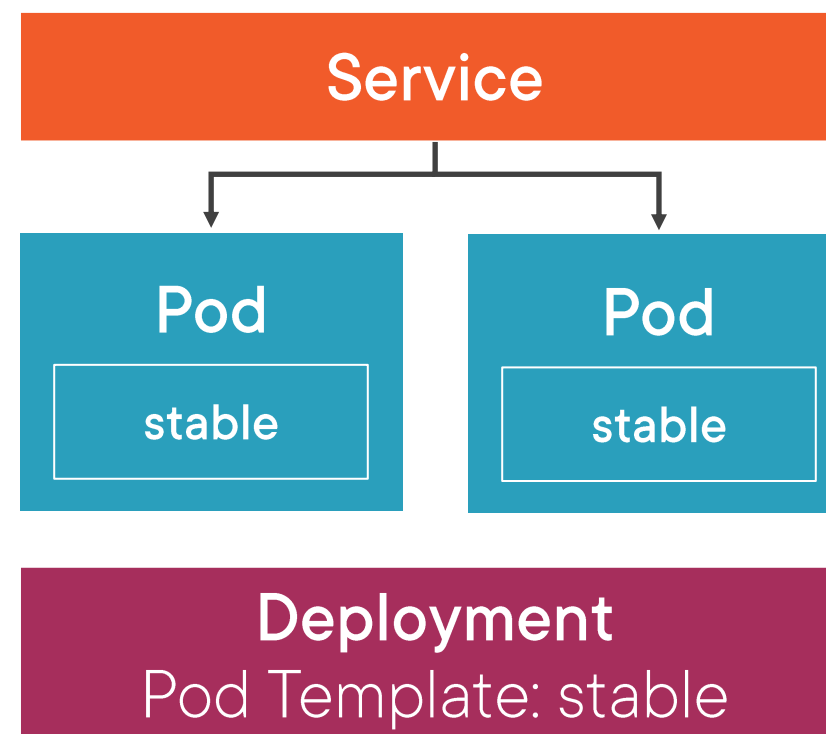 Service
Pod
Pod
stable
stable
Deployment
Pod Template: stable